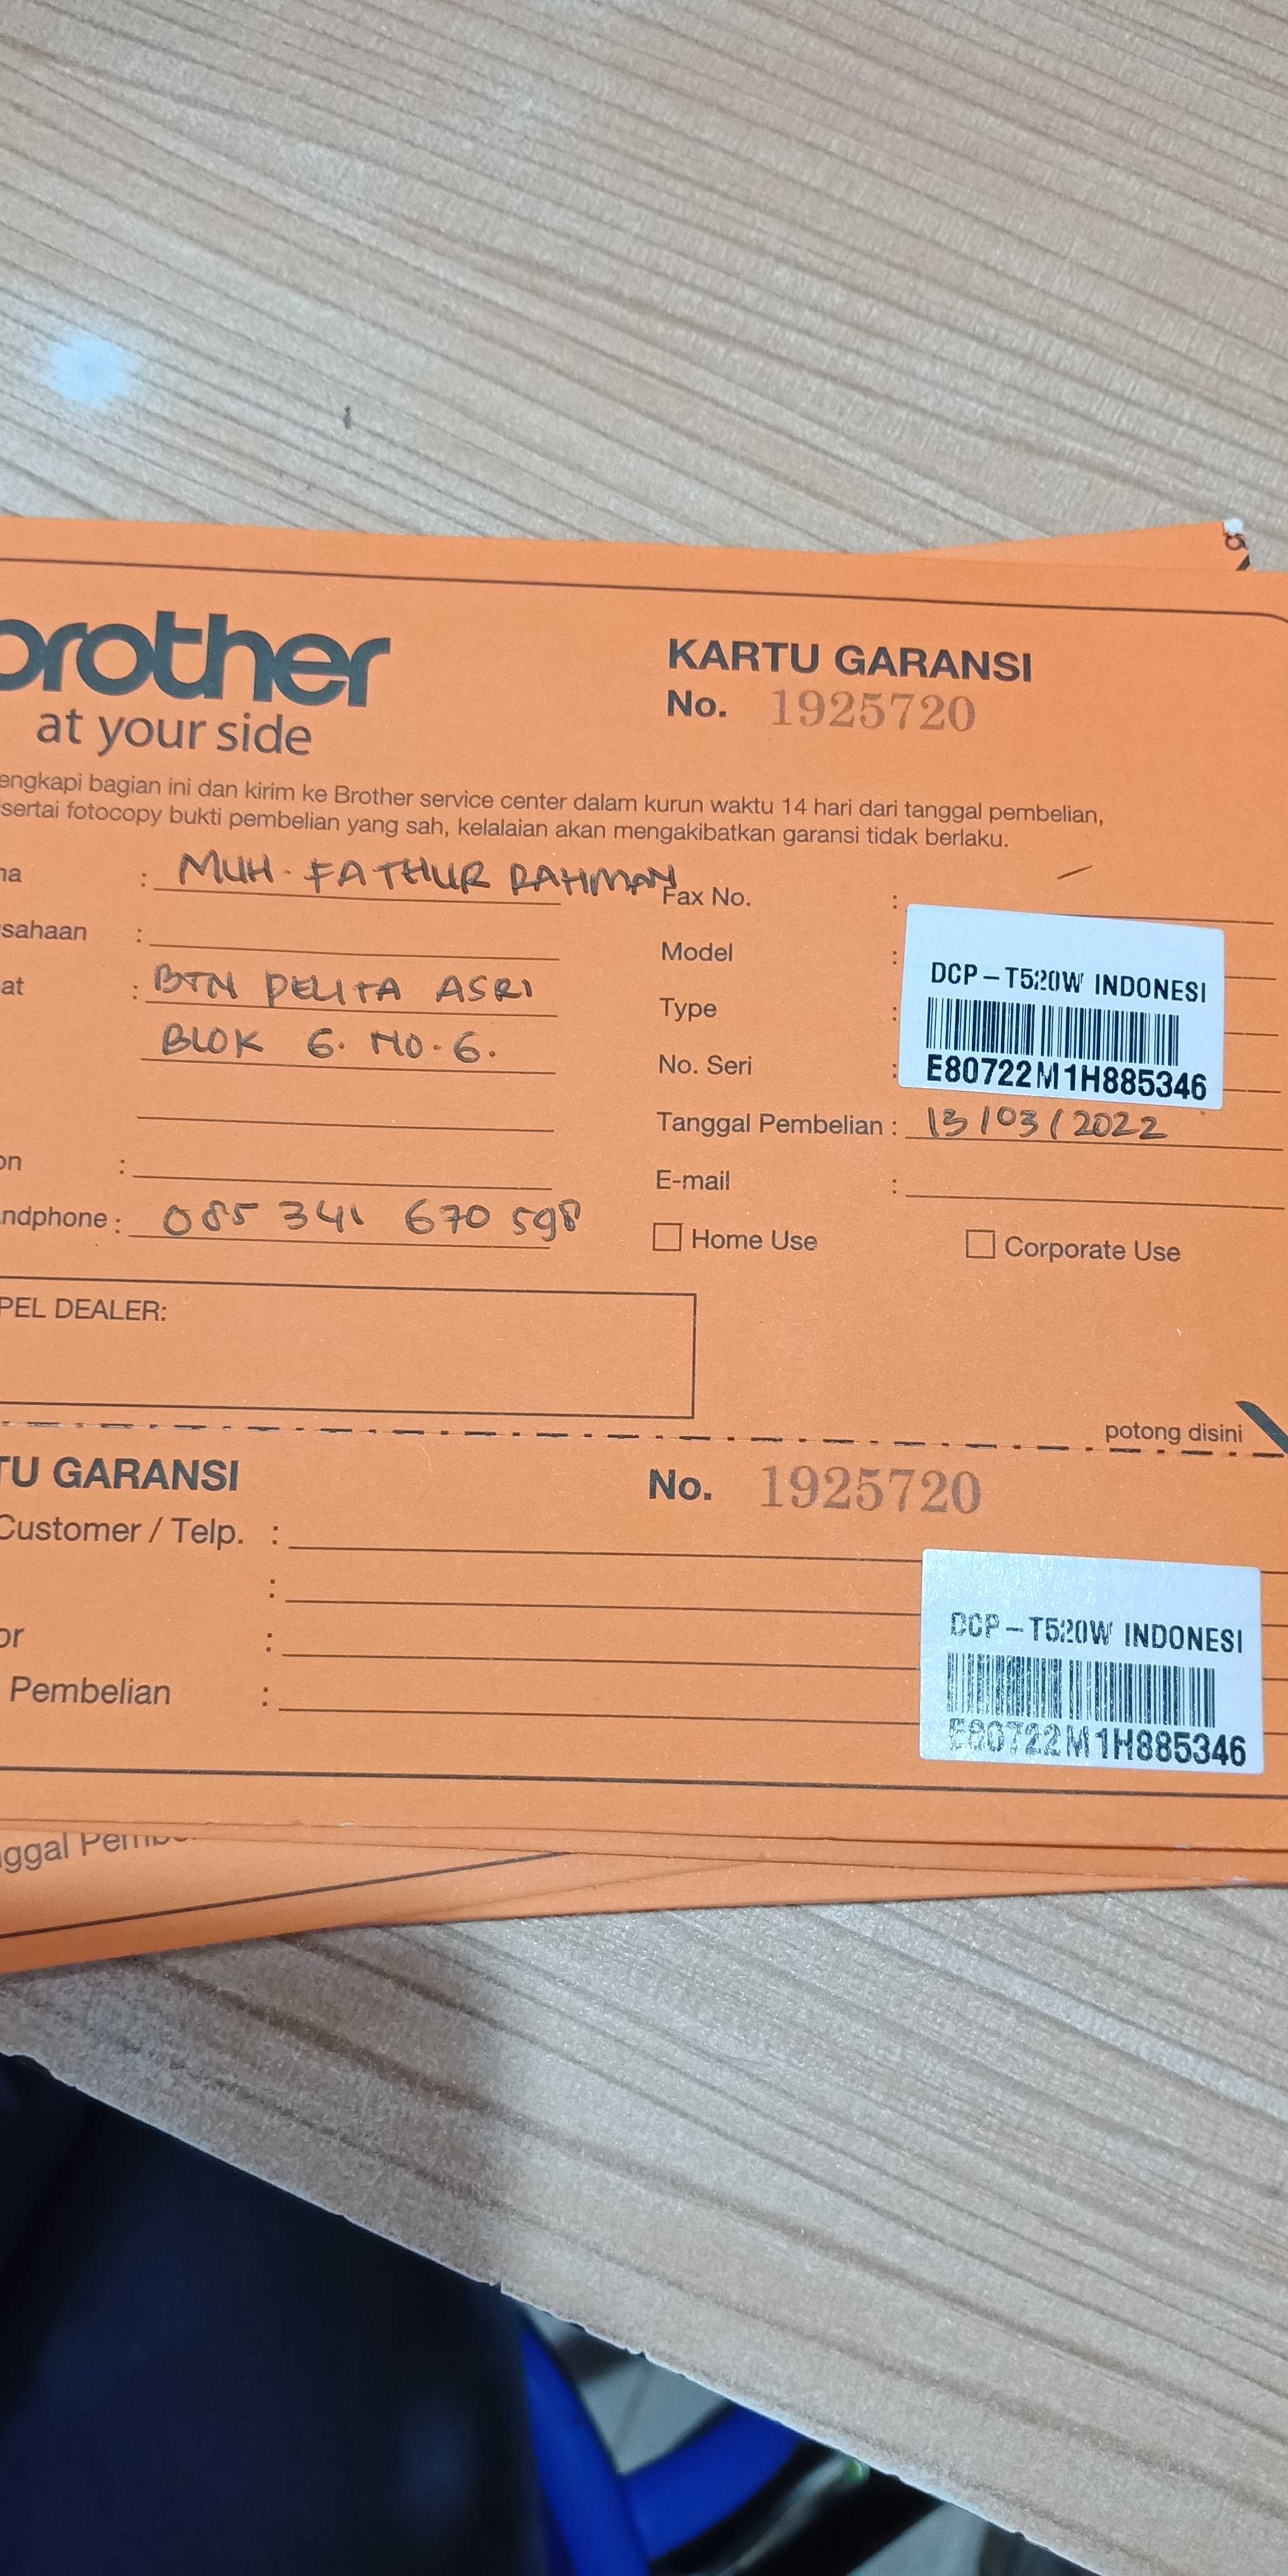 brother
at your side
KARTU GARANSI
No. 1925720
engkapi bagian ini dan kirim ke Brother service center dalam kurun waktu 14 hari dari tanggal pembelian,
sertai fotocopy bukti pembelian yang sah, kelalaian akan mengakibatkan garansi tidak berlaku.
na : MUH. FATHUR RAHMAN
sahaan :
at : BTN PELITA ASRI
BLOK 6. NO. 6.
on :
ndphone : 085 341 670 598
Fax No. :
Model :
Type :
No. Seri :
DCP-T520W INDONESI
E80722M1H885346
Tanggal Pembelian : 13/03/2022
E-mail :
Home Use
Corporate Use
PEL DEALER:
potong disini
TU GARANSI
No. 1925720
Customer / Telp. :
:
or :
Pembelian :
DCP-T520W INDONESI
E80722M1H885346
ggal Pembe